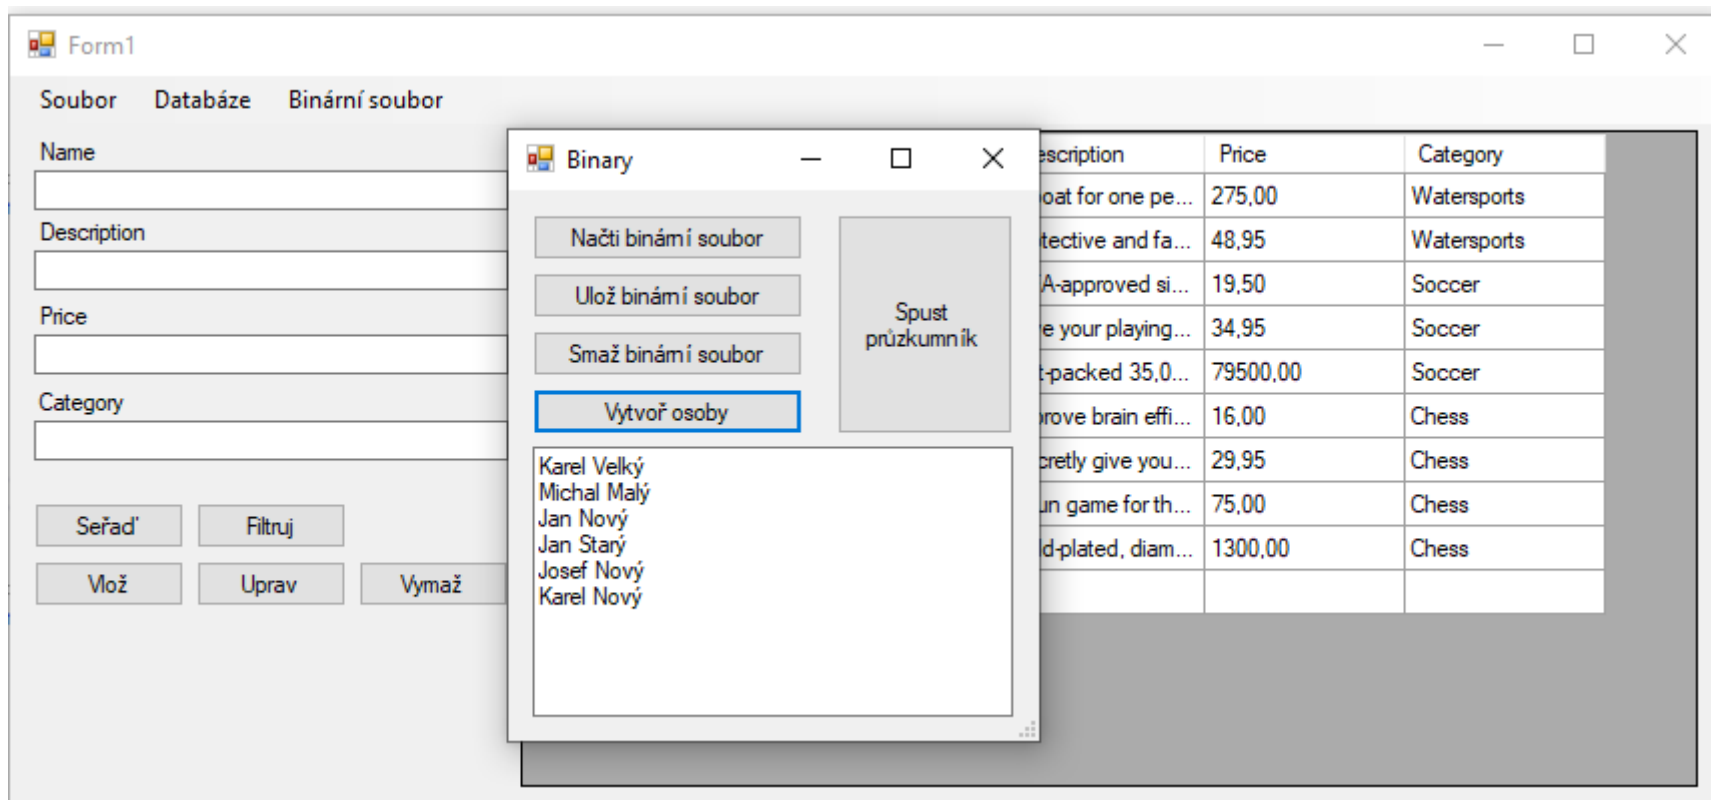 Form1
Soubor Databáze Binární soubor
Name
Description
Price
Category
Seřaď Filtruj
Vlož Uprav Vymaž
Binary
Načti binární soubor
Ulož binární soubor
Smaž binární soubor
Vytvoř osoby
Spust
průzkumník
Karel Velký
Michal Malý
Jan Nový
Jan Starý
Josef Nový
Karel Nový
escription Price Category
oat for one pe... 275,00 Watersports
tective and fa... 48,95 Watersports
A-approved si... 19,50 Soccer
e your playing... 34,95 Soccer
t-packed 35,0... 79500,00 Soccer
prove brain effi... 16,00 Chess
cretly give you... 29,95 Chess
un game for th... 75,00 Chess
ld-plated, diam... 1300,00 Chess